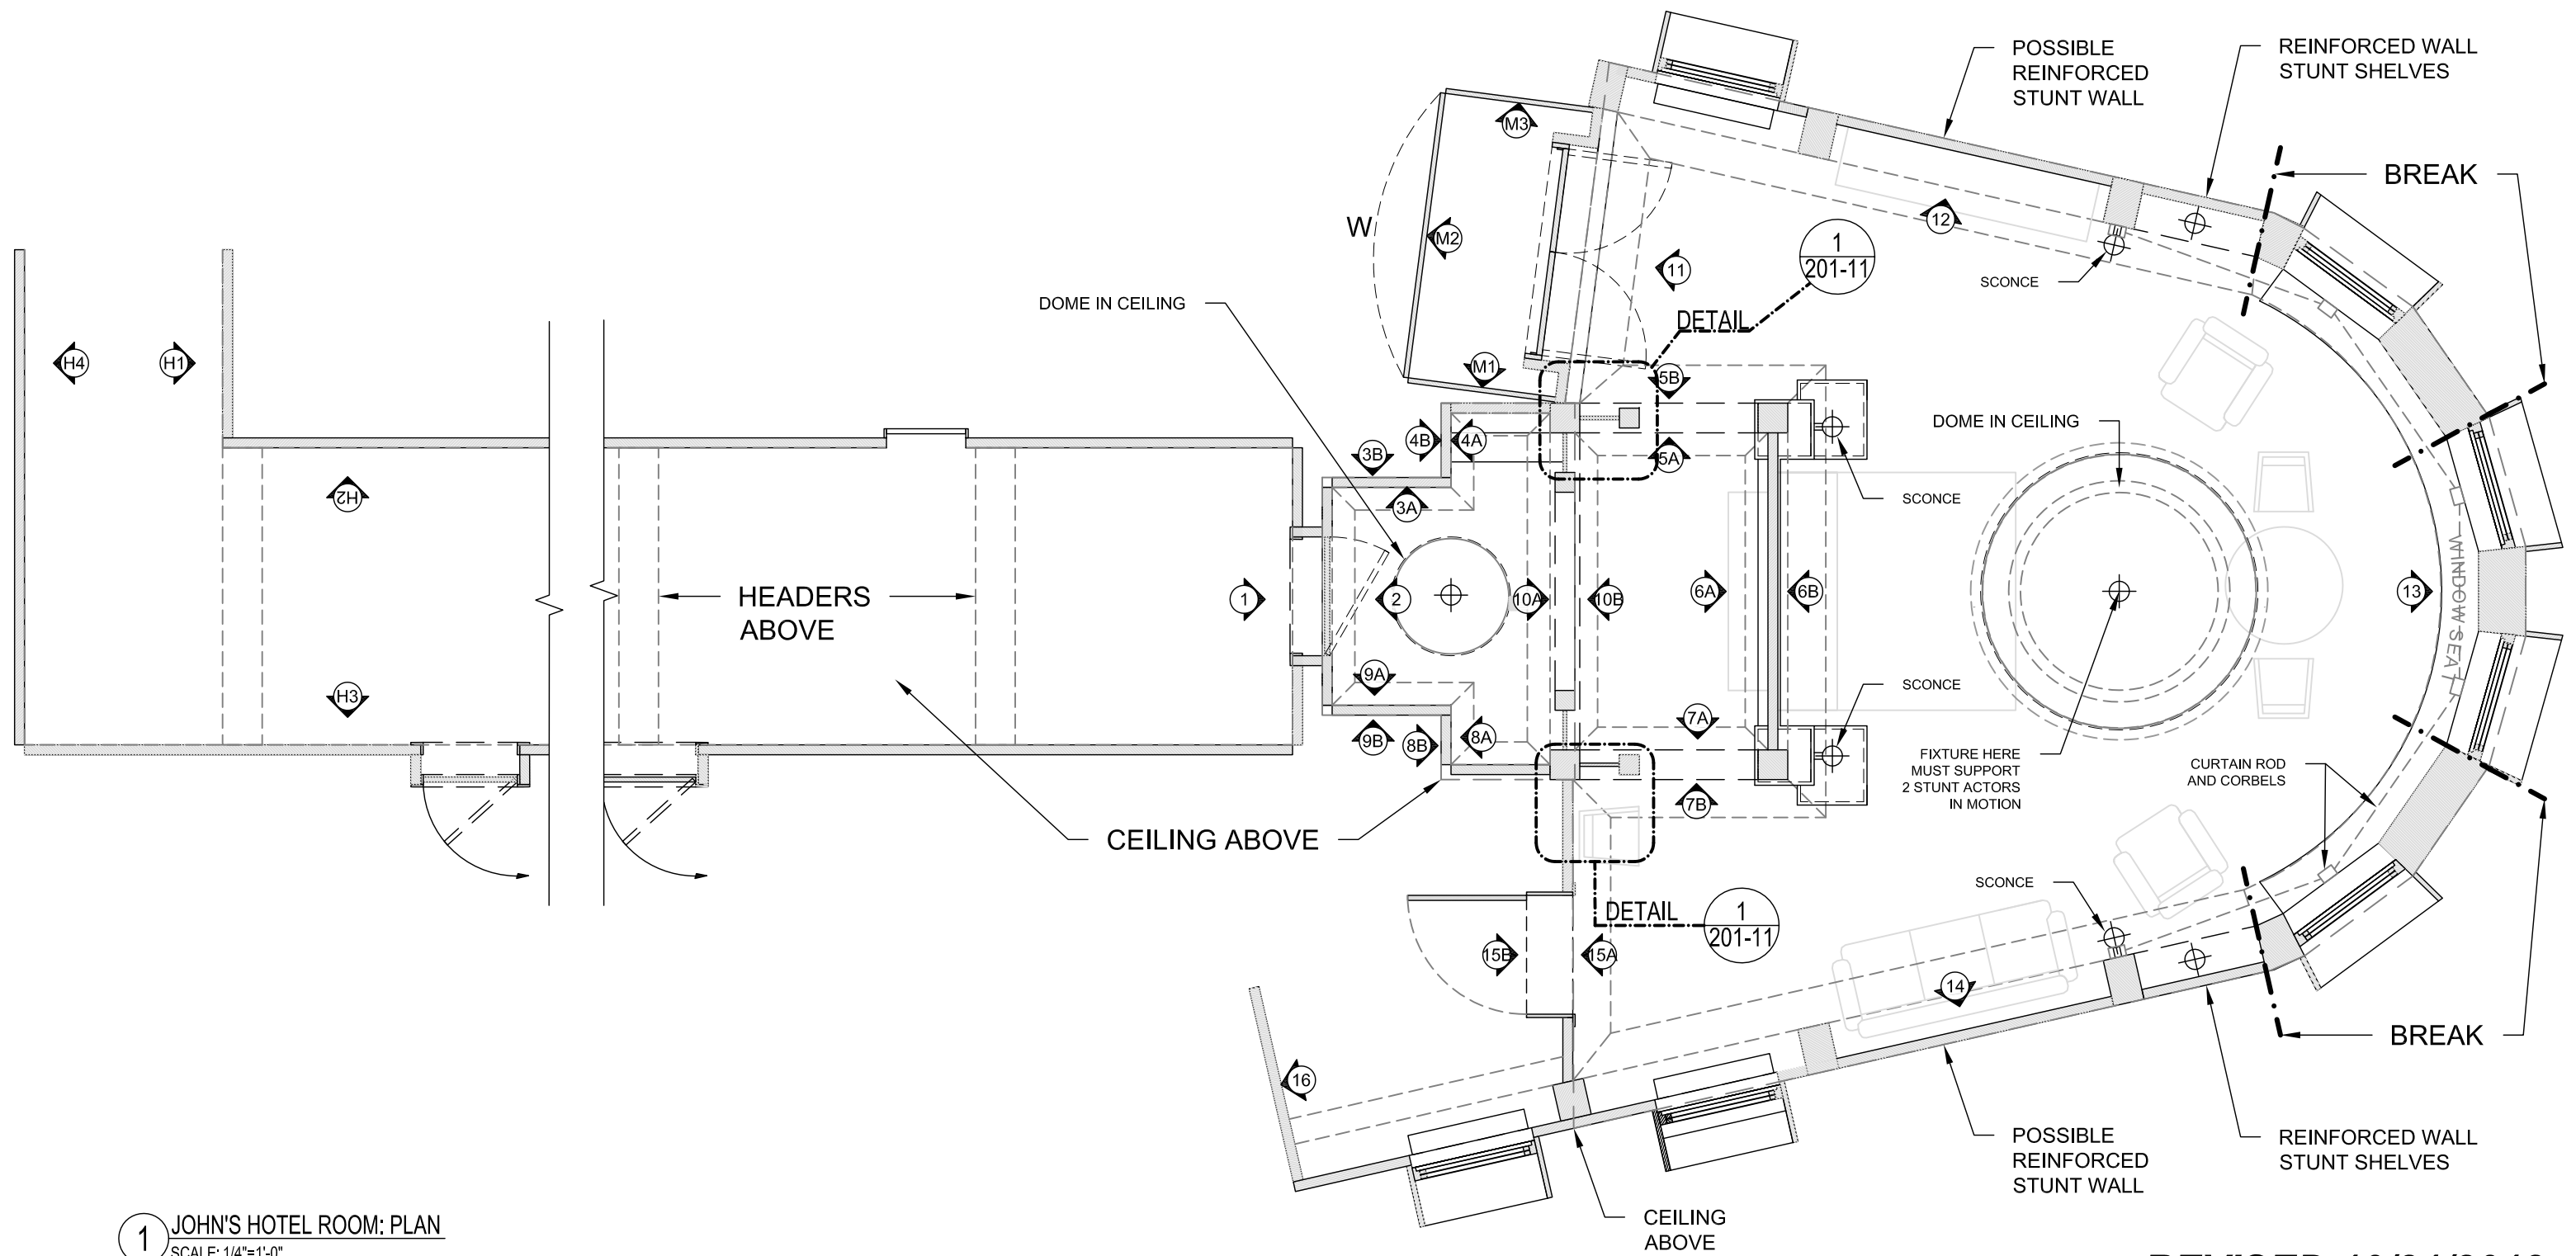 POSSIBLE
REINFORCED
STUNT WALL
REINFORCED WALL
STUNT SHELVES
BREAK
M3
W
M2
12
11
1
201-11
SCONCE
DOME IN CEILING
DETAIL
H4
H1
M1
5B
4B
4A
3B
5A
DOME IN CEILING
H2
3A
SCONCE
HEADERS
ABOVE
1
2
10A
10B
6A
6B
13
WINDOW SEAT
H3
9A
9B
8B
8A
7A
SCONCE
FIXTURE HERE
MUST SUPPORT
2 STUNT ACTORS
IN MOTION
CURTAIN ROD
AND CORBELS
7B
CEILING ABOVE
SCONCE
DETAIL
1
201-11
15B
15A
14
BREAK
16
POSSIBLE
REINFORCED
STUNT WALL
REINFORCED WALL
STUNT SHELVES
CEILING
ABOVE
1
JOHN'S HOTEL ROOM: PLAN
SCALE: 1/4"=1'-0"